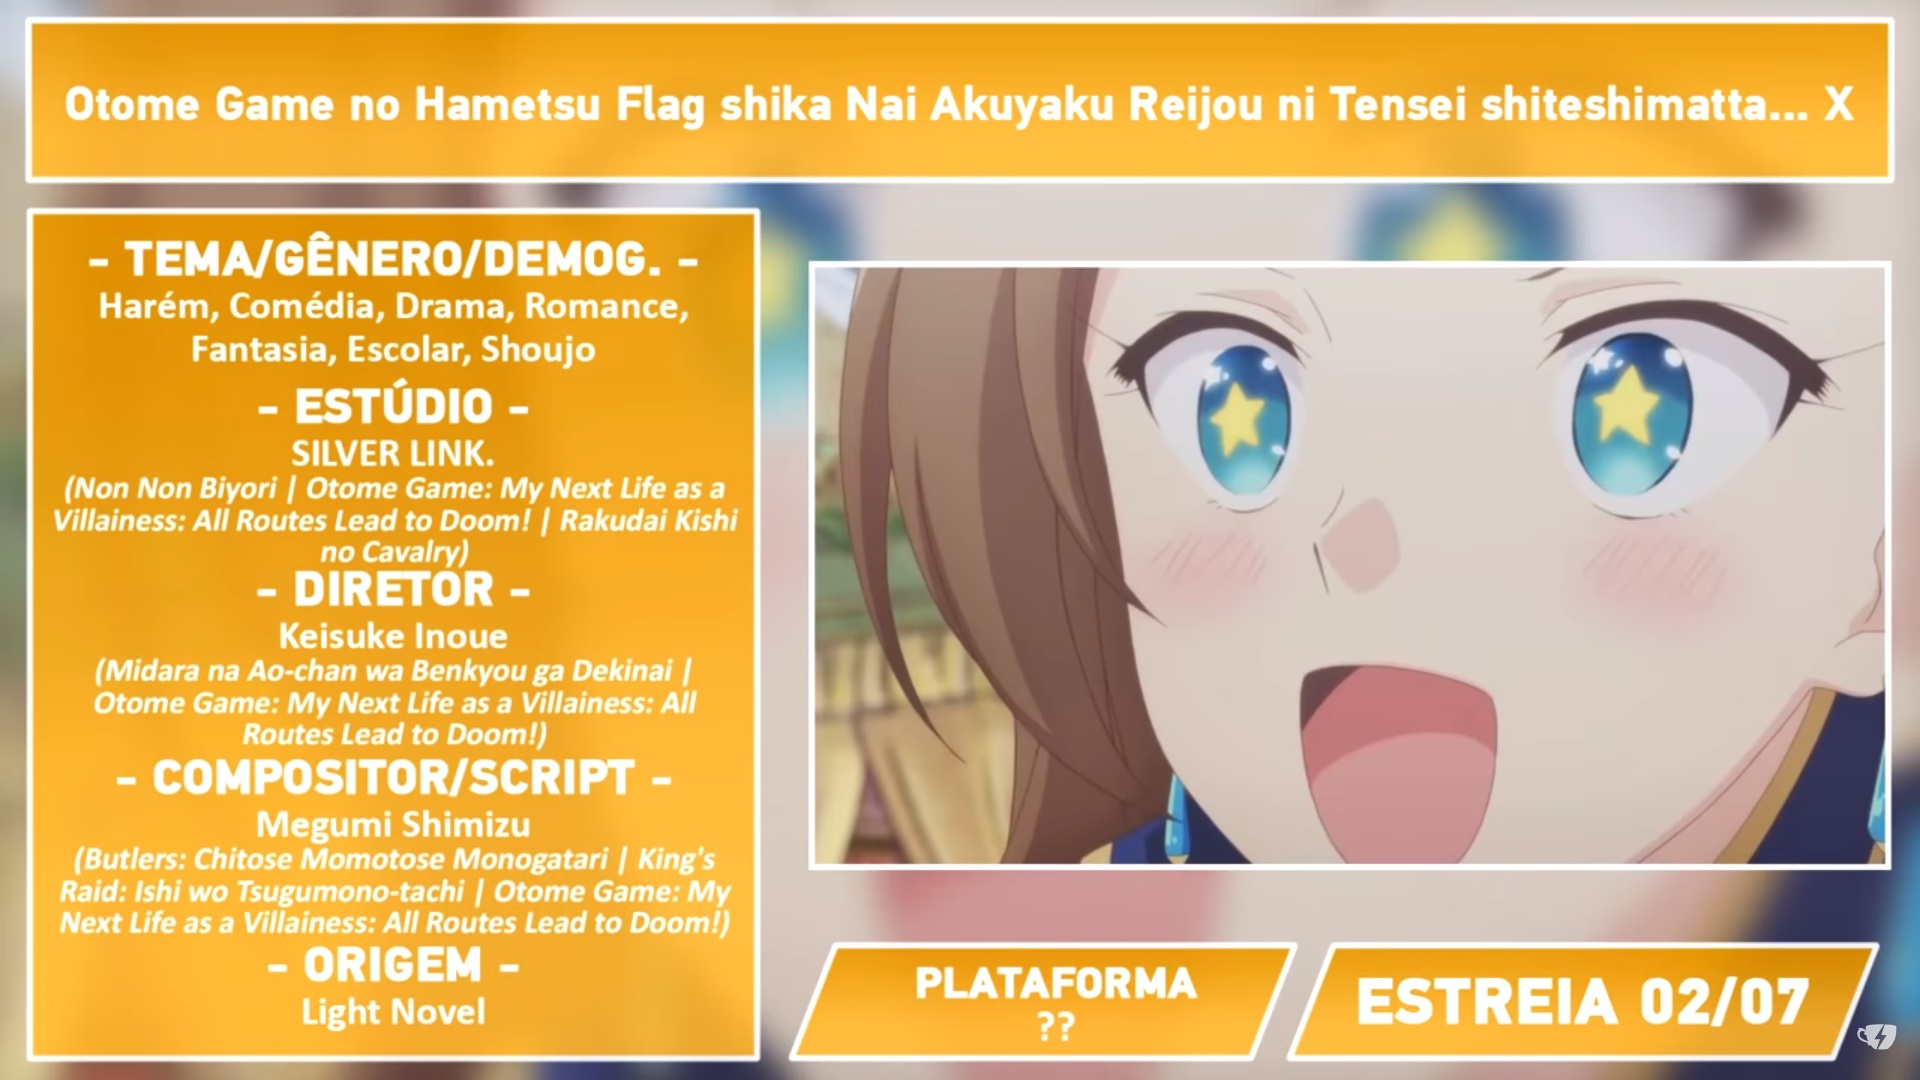 Otome Game no Hametsu Flag shika Nai Akuyaku Reijou ni Tensei shiteshimatta... X
- TEMA/GÊNERO/DEMOG. -
Harém, Comédia, Drama, Romance,
Fantasia, Escolar, Shoujo
- ESTÚDIO -
SILVER LINK.
(Non Non Biyori | Otome Game: My Next Life as a
Villainess: All Routes Lead to Doom! | Rakudai Kishi
no Cavalry)
- DIRETOR -
Keisuke Inoue
(Midara na Ao-chan wa Benkyou ga Dekinai |
Otome Game: My Next Life as a Villainess: All
Routes Lead to Doom!)
- COMPOSITOR/SCRIPT -
Megumi Shimizu
(Butlers: Chitose Momotose Monogatari | King's
Raid: Ishi wo Tsugumono-tachi | Otome Game: My
Next Life as a Villainess: All Routes Lead to Doom!)
- ORIGEM -
Light Novel
PLATAFORMA
??
ESTREIA 02/07